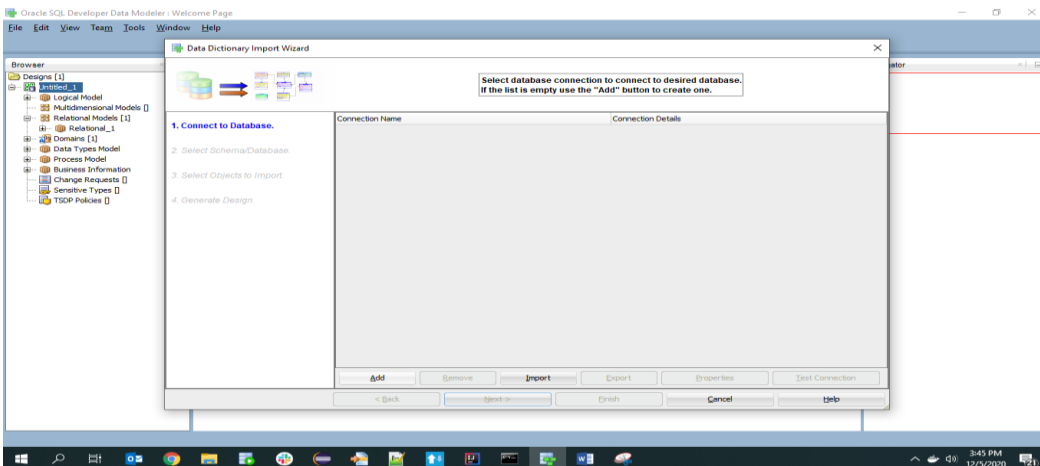 Oracle SQL Developer Data Modeler : Welcome Page
File Edit View Team Tools Window Help
Data Dictionary Import Wizard
Browser
Designs [1]
Untitled_1
Logical Model
Multidimensional Models []
Relational Models [1]
Relational_1
Domains [1]
Data Types Model
Process Model
Business Information
Change Requests []
Sensitive Types []
TSDP Policies []
Select database connection to connect to desired database.
If the list is empty use the "Add" button to create one.
1. Connect to Database.
2. Select Schema/Database.
3. Select Objects to Import
4. Generate Design
Connection Name Connection Details
Add Remove Import Export Properties Test Connection
< Back Next > Finish Cancel Help
3:45 PM
12/5/2020